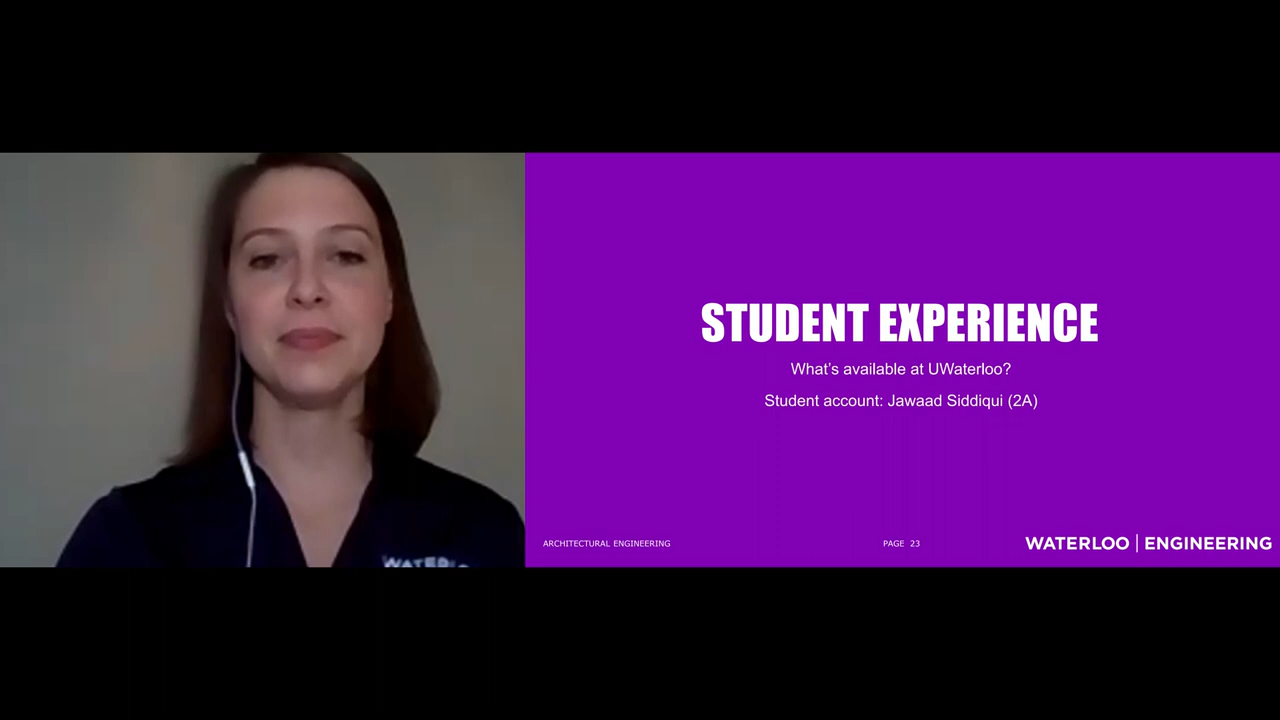 STUDENT EXPERIENCE
What's available at UWaterloo?
Student account: Jawaad Siddiqui (2A)
ARCHITECTURAL ENGINEERING
PAGE 23
WATERLOO | ENGINEERING